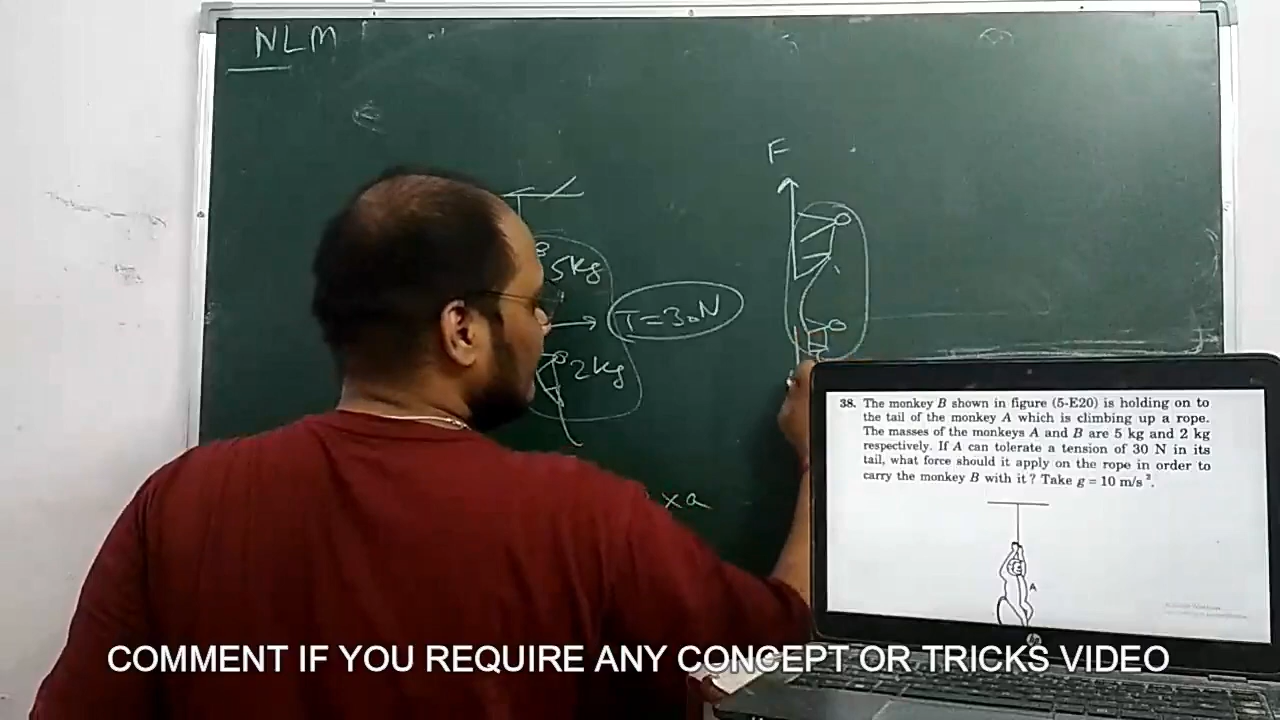 NLM
F
5kg
T=30N
2kg
xa
38. The monkey B shown in figure (5-E20) is holding on to
the tail of the monkey A which is climbing up a rope.
The masses of the monkeys A and B are 5 kg and 2 kg
respectively. If A can tolerate a tension of 30 N in its
tail, what force should it apply on the rope in order to
carry the monkey B with it? Take g = 10 m/s².
A
COMMENT IF YOU REQUIRE ANY CONCEPT OR TRICKS VIDEO